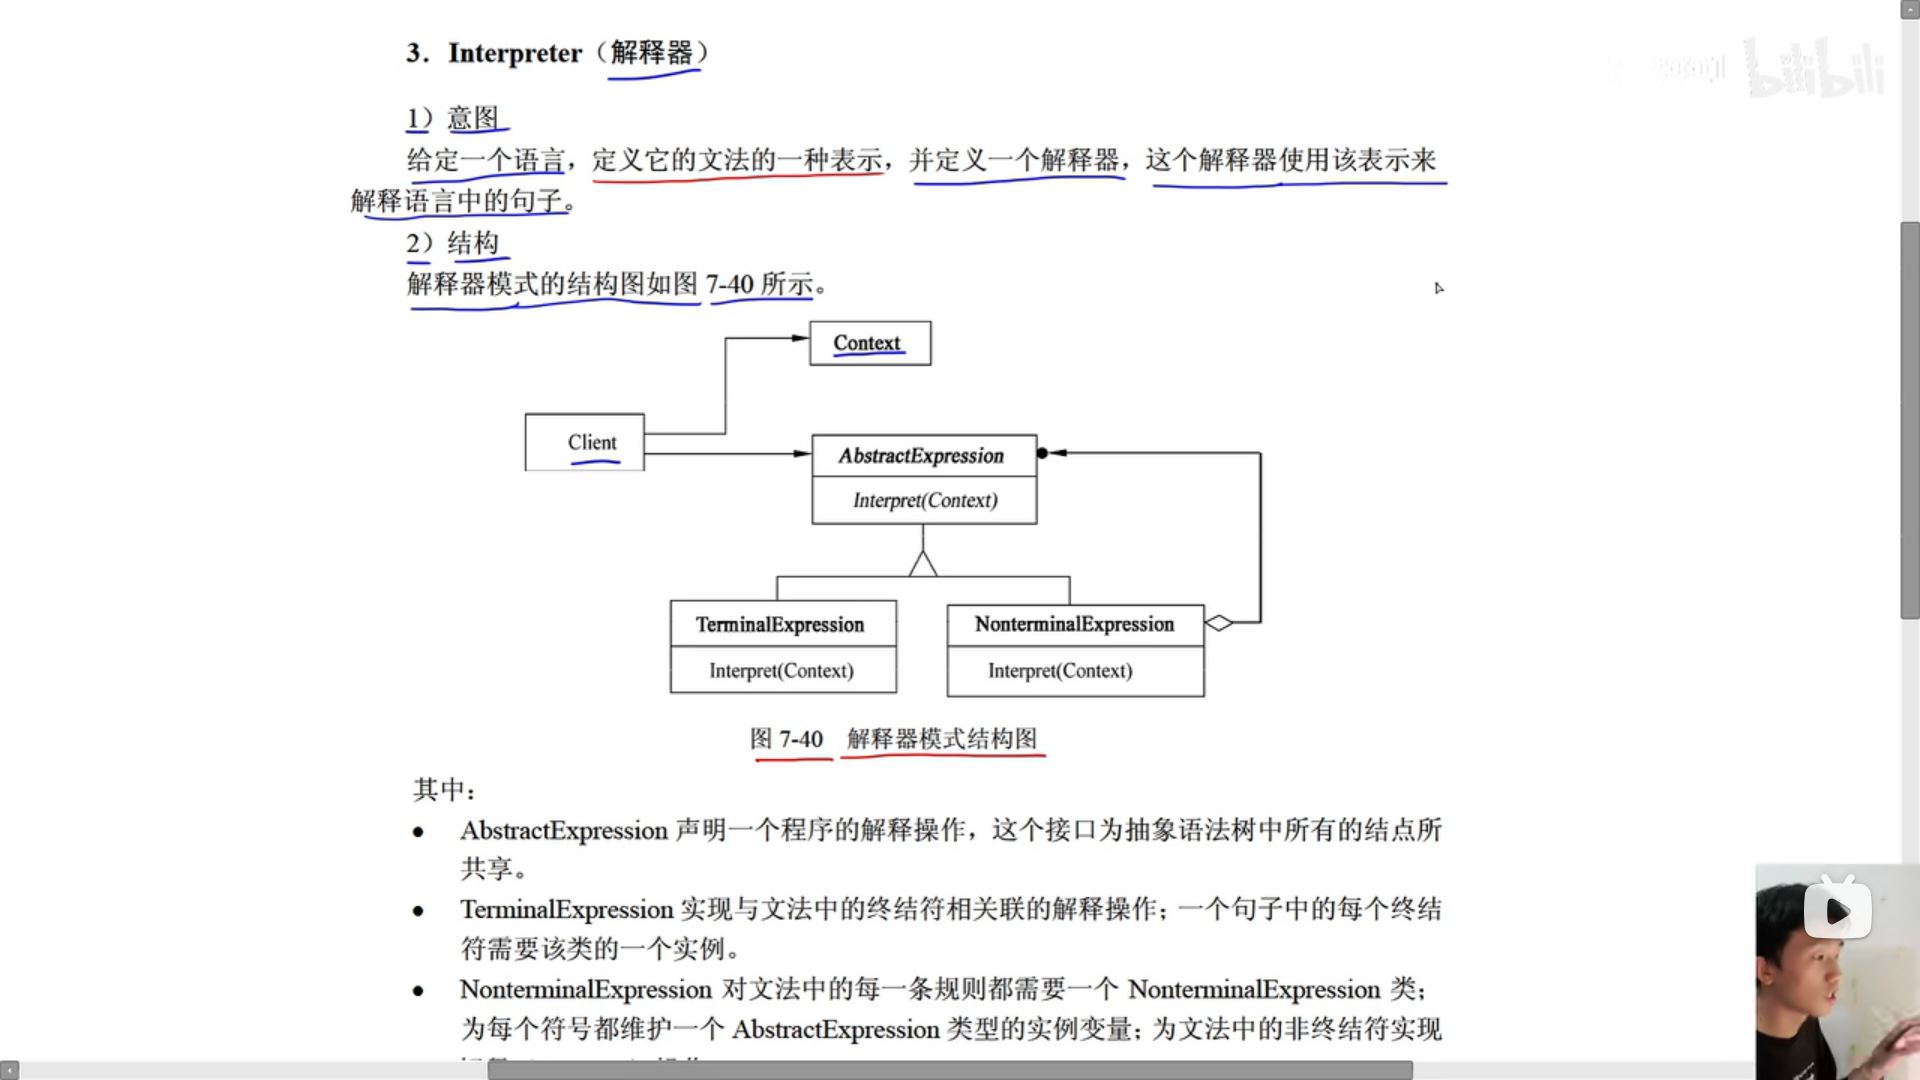 3．Interpreter（解释器）
bilibili
1）意图
给定一个语言，定义它的文法的一种表示，并定义一个解释器，这个解释器使用该表示来
解释语言中的句子。
2）结构
解释器模式的结构图如图 7-40 所示。
Context
Client
AbstractExpression
Interpret(Context)
TerminalExpression
NonterminalExpression
Interpret(Context)
Interpret(Context)
图 7-40 解释器模式结构图
其中：
● AbstractExpression 声明一个程序的解释操作，这个接口为抽象语法树中所有的结点所
共享。
● TerminalExpression 实现与文法中的终结符相关联的解释操作；一个句子中的每个终结
符需要该类的一个实例。
● NonterminalExpression 对文法中的每一条规则都需要一个 NonterminalExpression 类；
为每个符号都维护一个 AbstractExpression 类型的实例变量；为文法中的非终结符实现